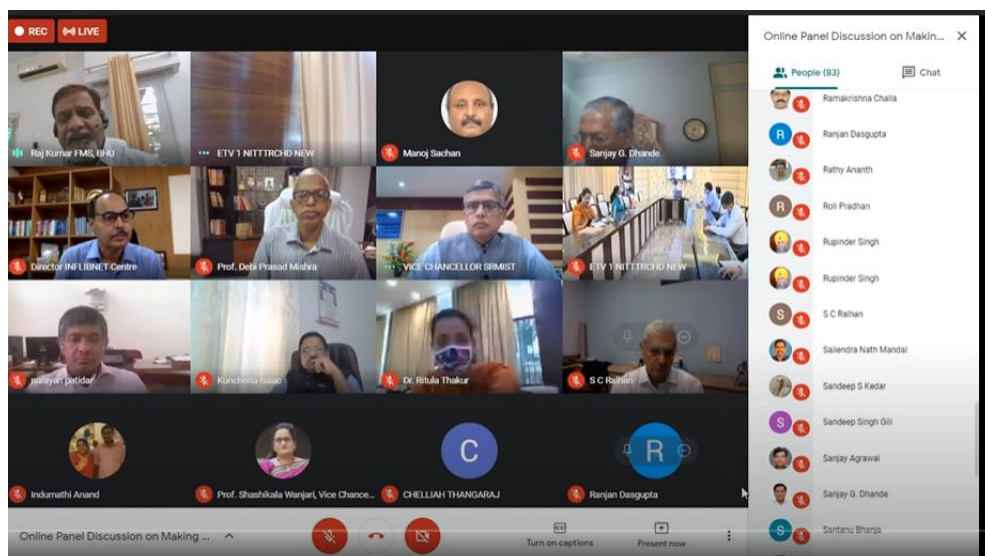 REC
LIVE
Online Panel Discussion on Makin...
People (83)
Chat
Raj Kumar FMS, BHU
ETV 1 NITTTRCHD NEW
Manoj Sachan
Sanjay G. Dhande
Director INFLIBNET Centre
Prof. Debi Prasad Mishra
VICE CHANCELLOR SRMIST
ETV 1 NITTTRCHD NEW
narayan patidar
Kuncheria Isaac
Dr. Ritula Thakur
S C Raihan
Indumathi Anand
Prof. Shashikala Wanjari, Vice Chance...
C
CHELLIAH THANGARAJ
R
Ranjan Dasgupta
Ramakrishna Challa
R
Ranjan Dasgupta
Rathy Ananth
R
Roli Pradhan
Rupinder Singh
Rupinder Singh
S
S C Raihan
Sailendra Nath Mandal
Sandeep S Kedar
S
Sandeep Singh Gill
Sanjay Agrawal
Sanjay G. Dhande
S
Santanu Bhanja
Online Panel Discussion on Making ...
Turn on captions
Present now